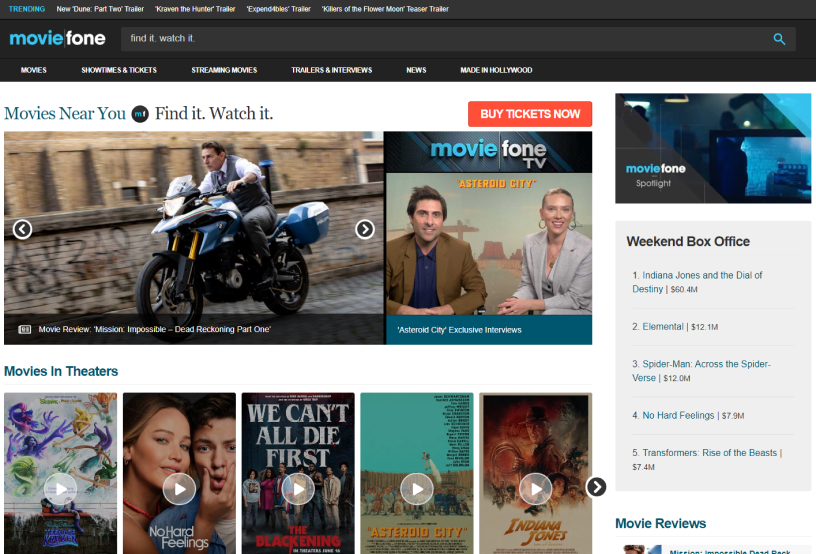 TRENDING New 'Dune: Part Two' Trailer 'Kraven the Hunter' Trailer 'Expend4bles' Trailer 'Killers of the Flower Moon' Teaser Trailer
moviefone
find it. watch it.
MOVIES SHOWTIMES & TICKETS STREAMING MOVIES TRAILERS & INTERVIEWS NEWS MADE IN HOLLYWOOD
Movies Near You mf Find it. Watch it.
BUY TICKETS NOW
moviefone
TV
ASTEROID CITY
Movie Review: 'Mission: Impossible – Dead Reckoning Part One'
'Asteroid City' Exclusive Interviews
moviefone
Spotlight
Weekend Box Office
1. Indiana Jones and the Dial of
Destiny | $60.4M
2. Elemental | $12.1M
3. Spider-Man: Across the Spider-
Verse | $12.0M
4. No Hard Feelings | $7.9M
5. Transformers: Rise of the Beasts |
$7.4M
Movies In Theaters
No Hard
Feelings
WE CAN'T
ALL DIE
FIRST
THE
BLACKENING
IN THEATERS JUNE 16
"ASTEROID CITY"
INDIANA
JONES
Movie Reviews
Mission: Impossible Dead Reck